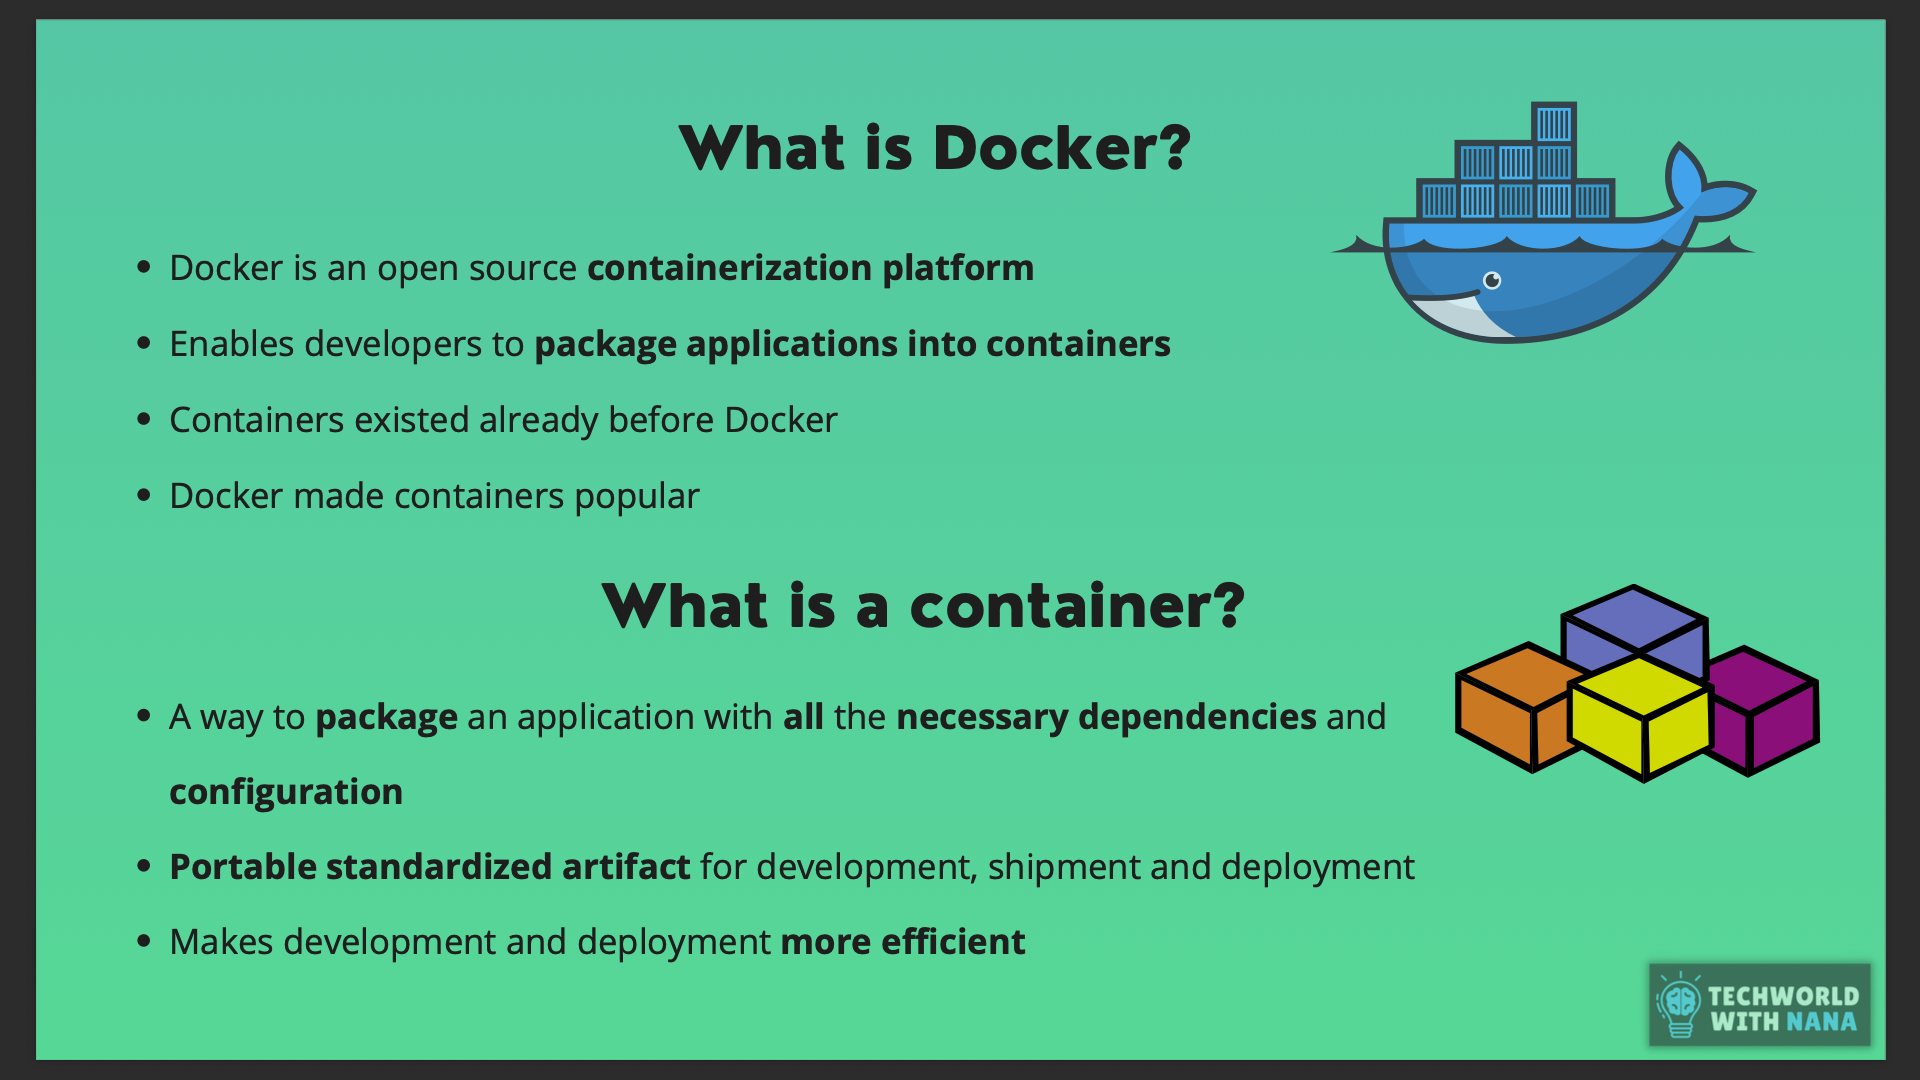 What is Docker?
• Docker is an open source containerization platform
• Enables developers to package applications into containers
• Containers existed already before Docker
• Docker made containers popular
What is a container?
• A way to package an application with all the necessary dependencies and
configuration
• Portable standardized artifact for development, shipment and deployment
• Makes development and deployment more efficient
TECHWORLD
WITH NANA